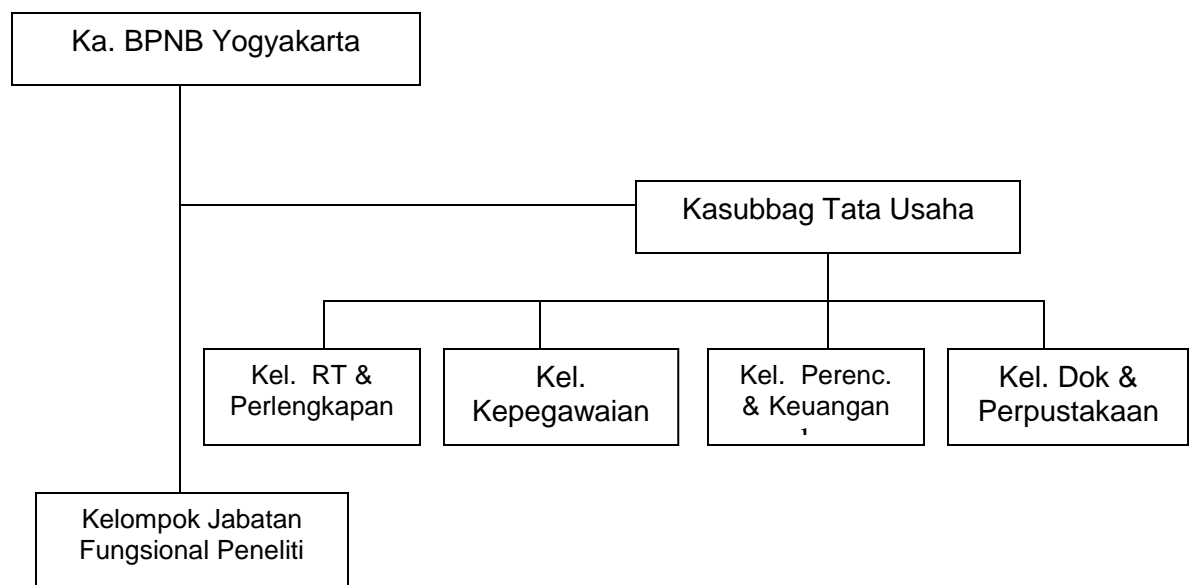 Ka. BPNB Yogyakarta
Kasubbag Tata Usaha
Kel. RT &
Perlengkapan
Kel.
Kepegawaian
Kel. Perenc.
& Keuangan
Kel. Dok &
Perpustakaan
Kelompok Jabatan
Fungsional Peneliti